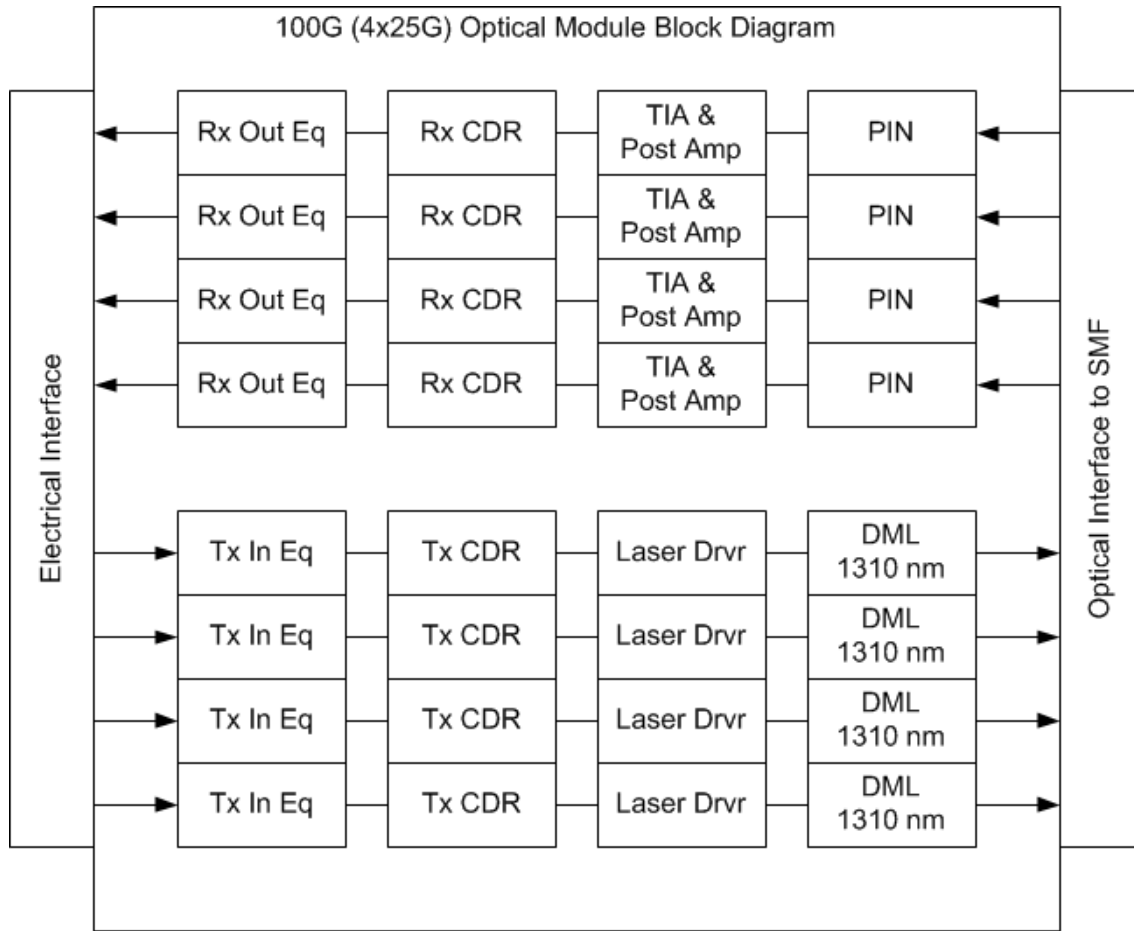 100G (4x25G) Optical Module Block Diagram
Electrical Interface
Rx Out Eq
Rx CDR
TIA &
Post Amp
PIN
Rx Out Eq
Rx CDR
TIA &
Post Amp
PIN
Rx Out Eq
Rx CDR
TIA &
Post Amp
PIN
Rx Out Eq
Rx CDR
TIA &
Post Amp
PIN
Tx In Eq
Tx CDR
Laser Drvr
DML
1310 nm
Tx In Eq
Tx CDR
Laser Drvr
DML
1310 nm
Tx In Eq
Tx CDR
Laser Drvr
DML
1310 nm
Tx In Eq
Tx CDR
Laser Drvr
DML
1310 nm
Optical Interface to SMF